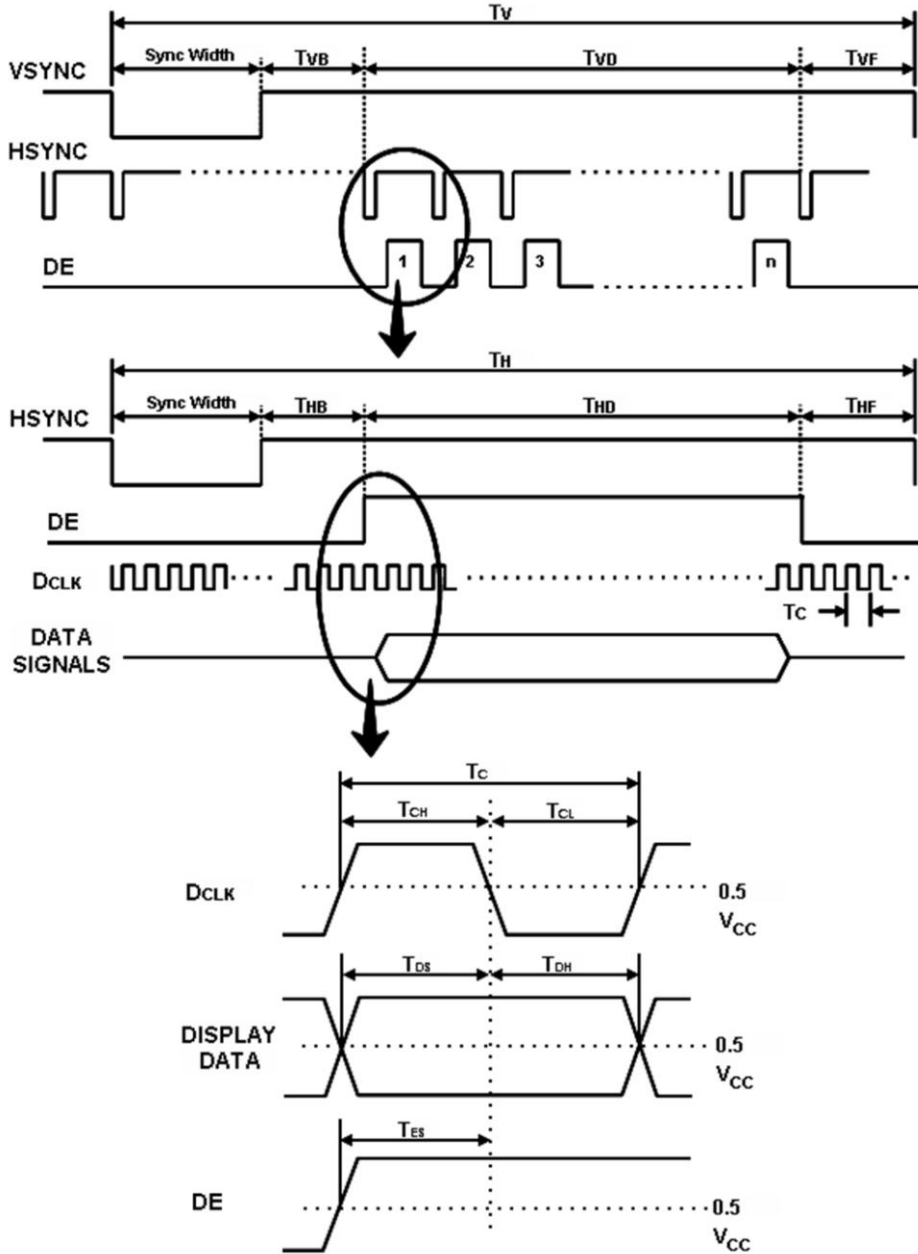 TV
Sync Width TVB TVD TVF
VSYNC
HSYNC
DE 1 2 3 n
TH
Sync Width THB THD THF
HSYNC
DE
DCLK
TC
DATA
SIGNALS
TC
TCH TCL
DCLK 0.5
VCC
TDS TDH
DISPLAY
DATA
0.5
VCC
TES
DE 0.5
VCC